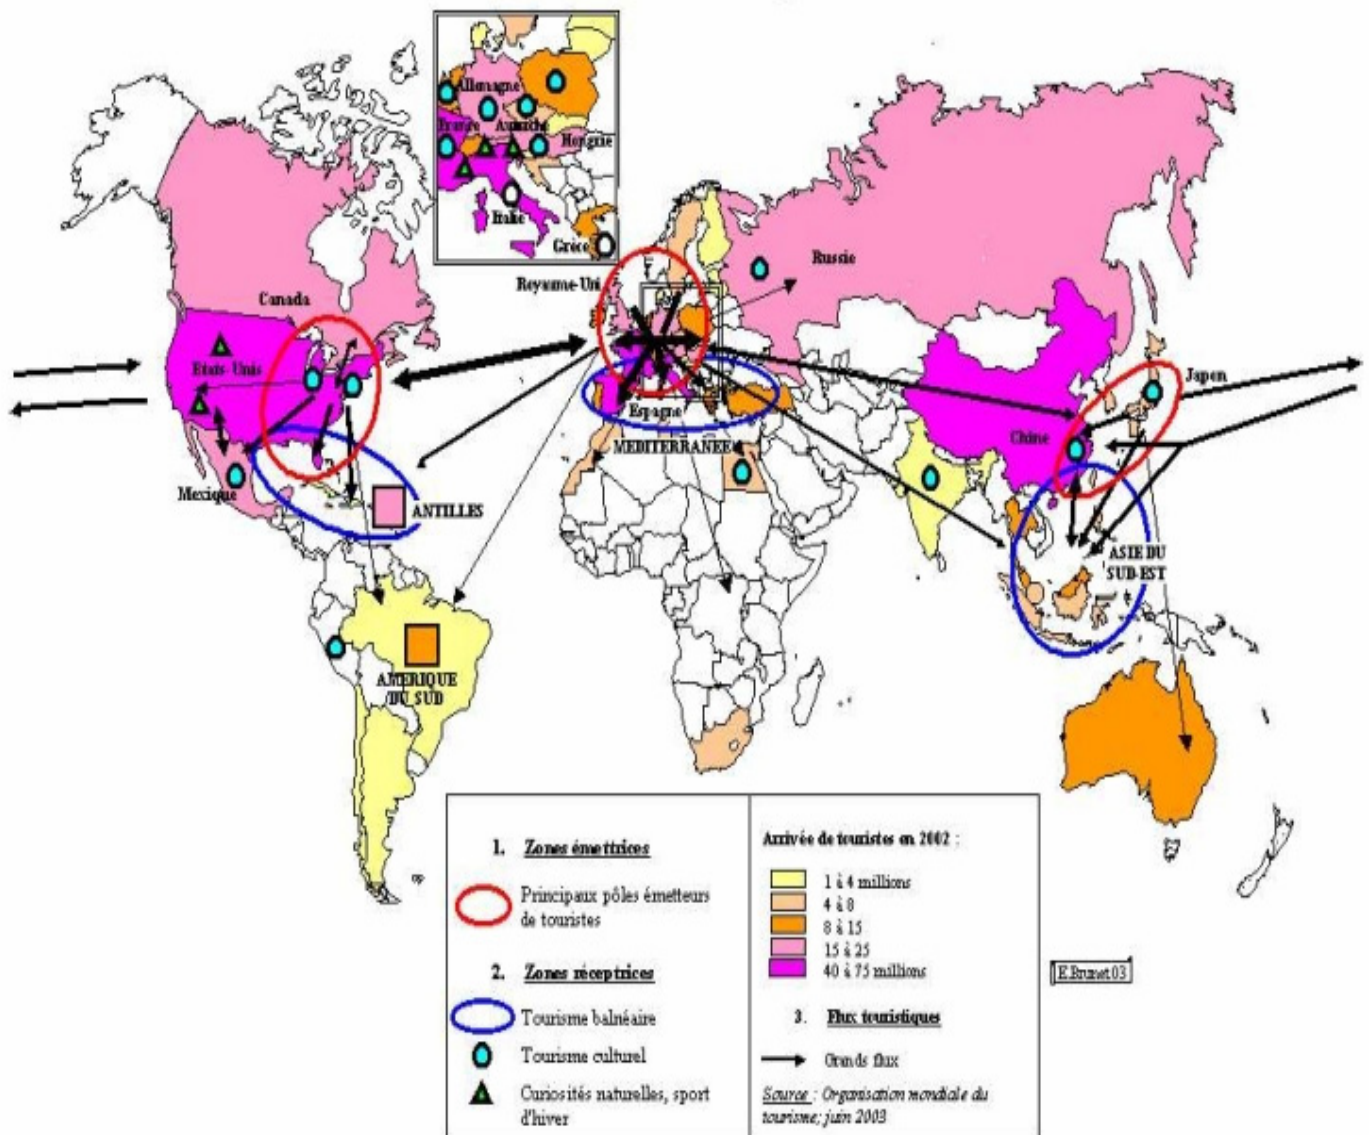 Allemagne
France
Autriche
Hongrie
Italie
Grèce
Royaume-Uni
Russie
Canada
Etats-Unis
Japon
Espagne
MEDITERRANEE
Chine
Mexique
ANTILLES
ASIE DU
SUD-EST
AMERIQUE
DU SUD
1. Zones émettrices
Principaux pôles émetteurs
de touristes
2. Zones réceptrices
Tourisme balnéaire
Tourisme culturel
Curiosités naturelles, sport
d'hiver
Arrivée de touristes en 2002 :
1 à 4 millions
4 à 8
8 à 15
15 à 25
40 à 75 millions
3. Flux touristiques
Grands flux
Source : Organisation mondiale du
tourisme; juin 2003
E.Brunet03